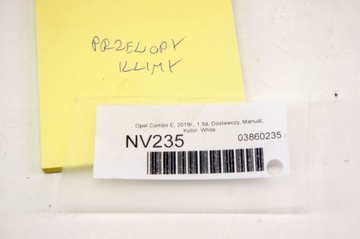 PRZEWODY
KLIMY
Opel Combo E, 2019r., 1.5d, Dostawczy, Manual,
Kolor: White
NV235
03860235